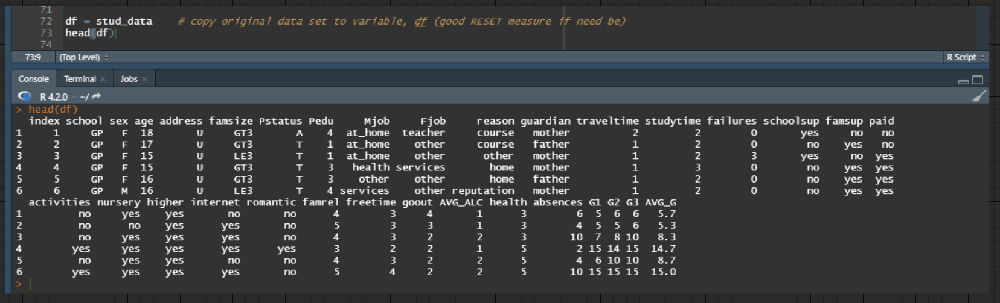 71
72 df = stud_data # copy original data set to variable, df (good RESET measure if need be)
73 head(df)
74
73:9 (Top Level) R Script
Console Terminal Jobs
R 4.2.0 · ~/
> head(df)
index school sex age address famsize Pstatus Pedu Mjob Fjob reason guardian traveltime studytime failures schoolsup famsup paid
1 1 GP F 18 U GT3 A 4 at_home teacher course mother 2 2 0 yes no no
2 2 GP F 17 U GT3 T 1 at_home other course father 1 2 0 no yes no
3 3 GP F 15 U LE3 T 1 at_home other other mother 1 2 3 yes no yes
4 4 GP F 15 U GT3 T 3 health services home mother 1 3 0 no yes yes
5 5 GP F 16 U GT3 T 3 other other home father 1 2 0 no yes yes
6 6 GP M 16 U LE3 T 4 services other reputation mother 1 2 0 no yes yes
activities nursery higher internet romantic famrel freetime goout AVG_ALC health absences G1 G2 G3 AVG_G
1 no yes yes no no 4 3 4 1 3 6 5 6 6 5.7
2 no no yes yes no 5 3 3 1 3 4 5 5 6 5.3
3 no yes yes yes no 4 3 2 2 3 10 7 8 10 8.3
4 yes yes yes yes yes 3 2 2 1 5 2 15 14 15 14.7
5 no yes yes no no 4 3 2 2 5 4 6 10 10 8.7
6 yes yes yes yes no 5 4 2 2 5 10 15 15 15 15.0
>